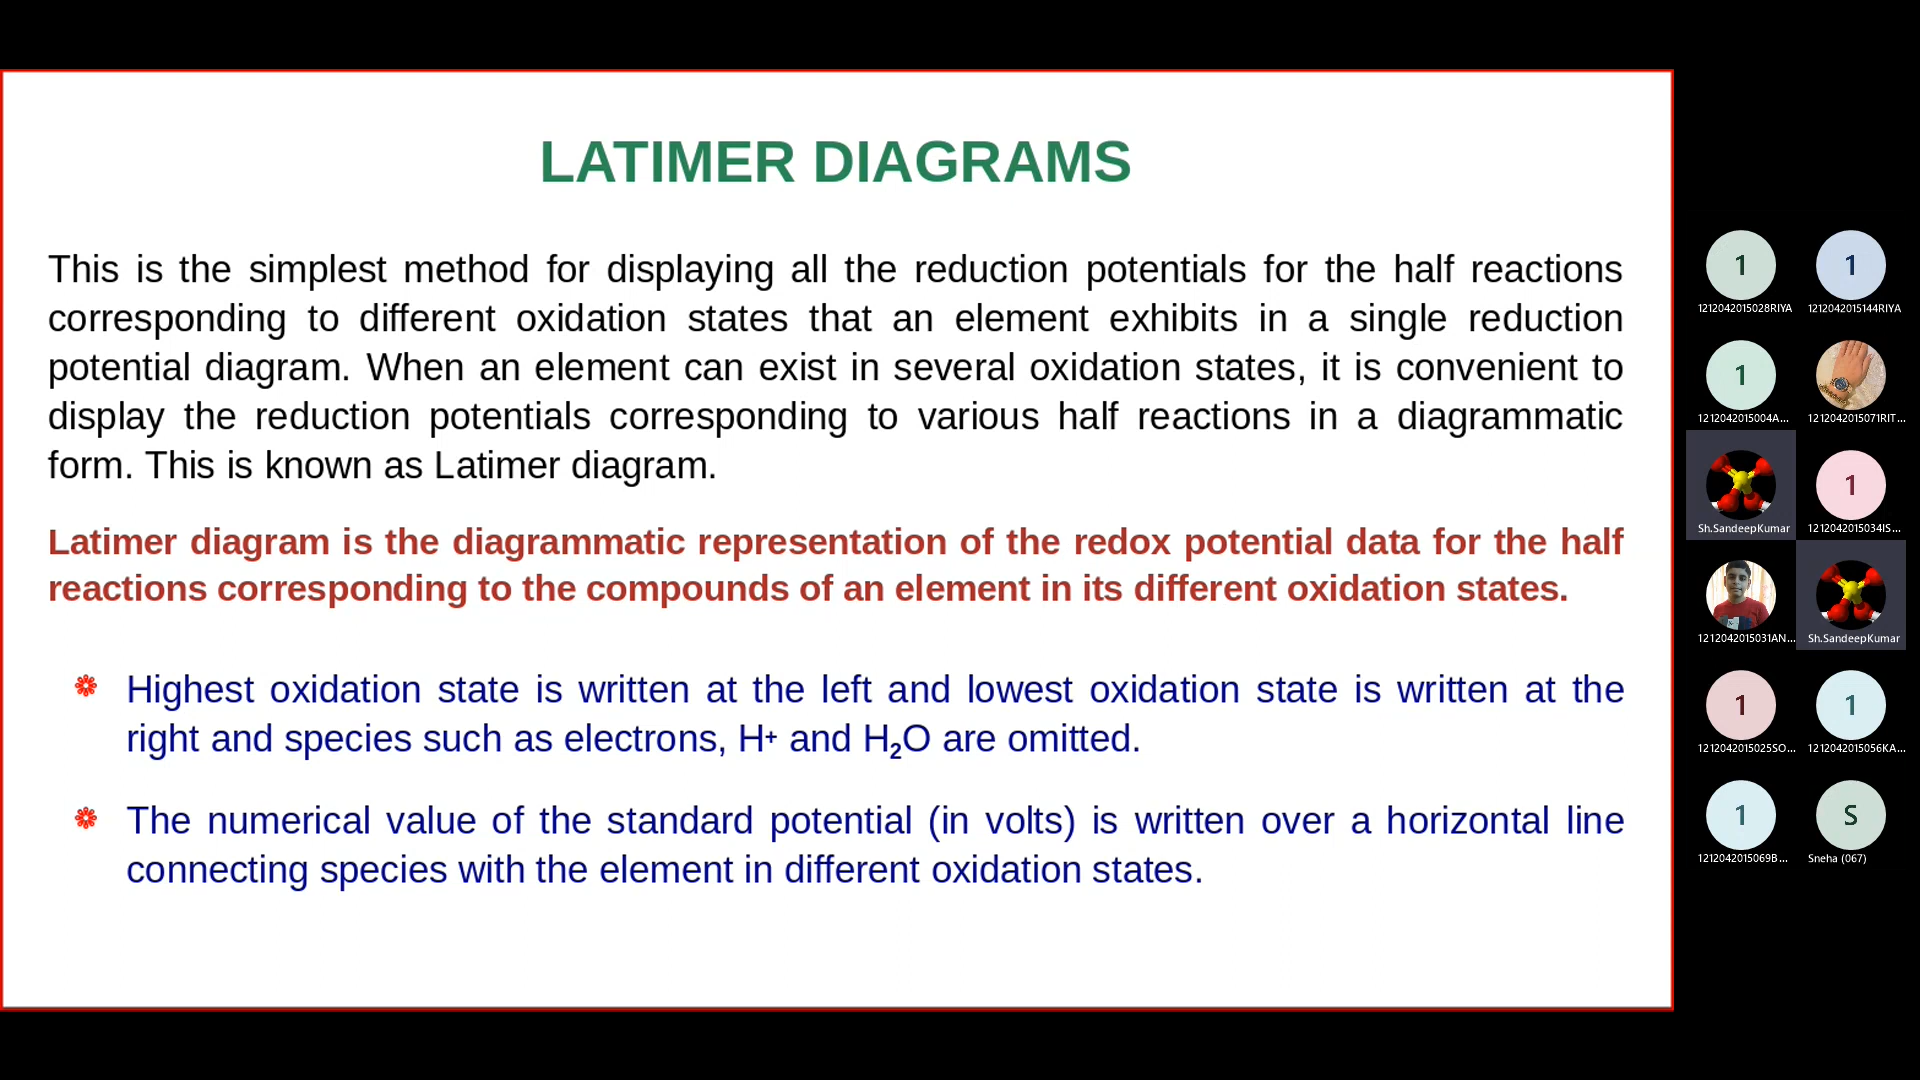 LATIMER DIAGRAMS
This is the simplest method for displaying all the reduction potentials for the half reactions
corresponding to different oxidation states that an element exhibits in a single reduction
potential diagram. When an element can exist in several oxidation states, it is convenient to
display the reduction potentials corresponding to various half reactions in a diagrammatic
form. This is known as Latimer diagram.
Latimer diagram is the diagrammatic representation of the redox potential data for the half
reactions corresponding to the compounds of an element in its different oxidation states.
Highest oxidation state is written at the left and lowest oxidation state is written at the
right and species such as electrons, H⁺ and H₂O are omitted.
The numerical value of the standard potential (in volts) is written over a horizontal line
connecting species with the element in different oxidation states.
1 1
1212042015028RIYA 1212042015144RIYA
1
1212042015004A... 1212042015071RIT...
1
Sh.SandeepKumar 1212042015034IS...
1212042015031AN... Sh.SandeepKumar
1 1
1212042015025SO... 1212042015056KA...
1 S
1212042015069B... Sneha (067)